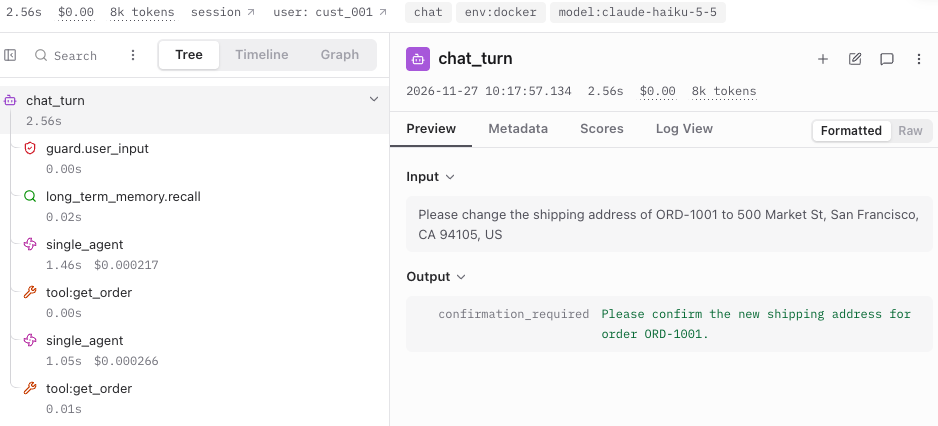 2.56s $0.00 8k tokens session ↗ user: cust_001 ↗ chat env:docker model:claude-haiku-5-5
Search
Tree Timeline Graph
chat_turn
2.56s
guard.user_input
0.00s
long_term_memory.recall
0.02s
single_agent
1.46s $0.000217
tool:get_order
0.00s
single_agent
1.05s $0.000266
tool:get_order
0.01s
chat_turn
2026-11-27 10:17:57.134 2.56s $0.00 8k tokens
Preview Metadata Scores Log View Formatted Raw
Input
Please change the shipping address of ORD-1001 to 500 Market St, San Francisco,
CA 94105, US
Output
confirmation_required Please confirm the new shipping address for
order ORD-1001.